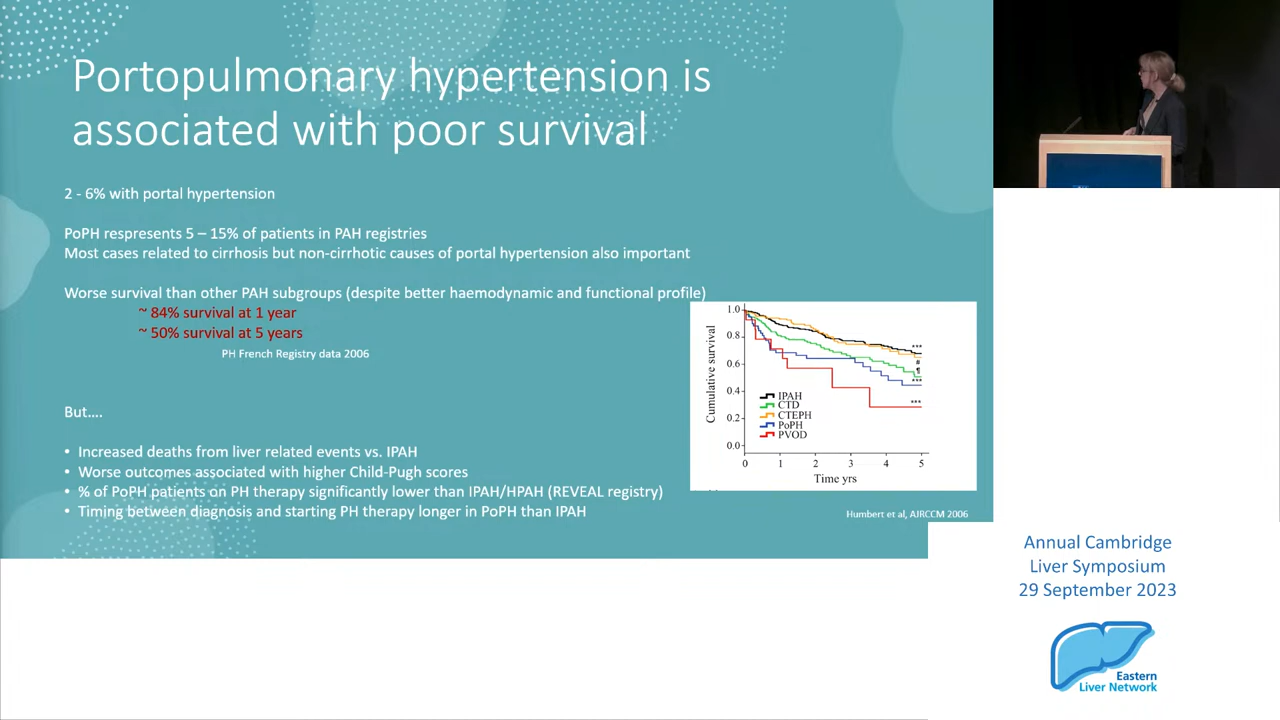 Portopulmonary hypertension is
associated with poor survival
2 - 6% with portal hypertension
PoPH respresents 5 – 15% of patients in PAH registries
Most cases related to cirrhosis but non-cirrhotic causes of portal hypertension also important
Worse survival than other PAH subgroups (despite better haemodynamic and functional profile)
~ 84% survival at 1 year
~ 50% survival at 5 years
PH French Registry data 2006
But....
• Increased deaths from liver related events vs. IPAH
• Worse outcomes associated with higher Child-Pugh scores
• % of PoPH patients on PH therapy significantly lower than IPAH/HPAH (REVEAL registry)
• Timing between diagnosis and starting PH therapy longer in PoPH than IPAH
Cumulative survival
1.0
0.8
0.6
0.4
0.2
0.0
***
#
¶
***
***
IPAH
CTD
CTEPH
PoPH
PVOD
0 1 2 3 4 5
Time yrs
Humbert et al, AJRCCM 2006
Annual Cambridge
Liver Symposium
29 September 2023
Eastern
Liver Network